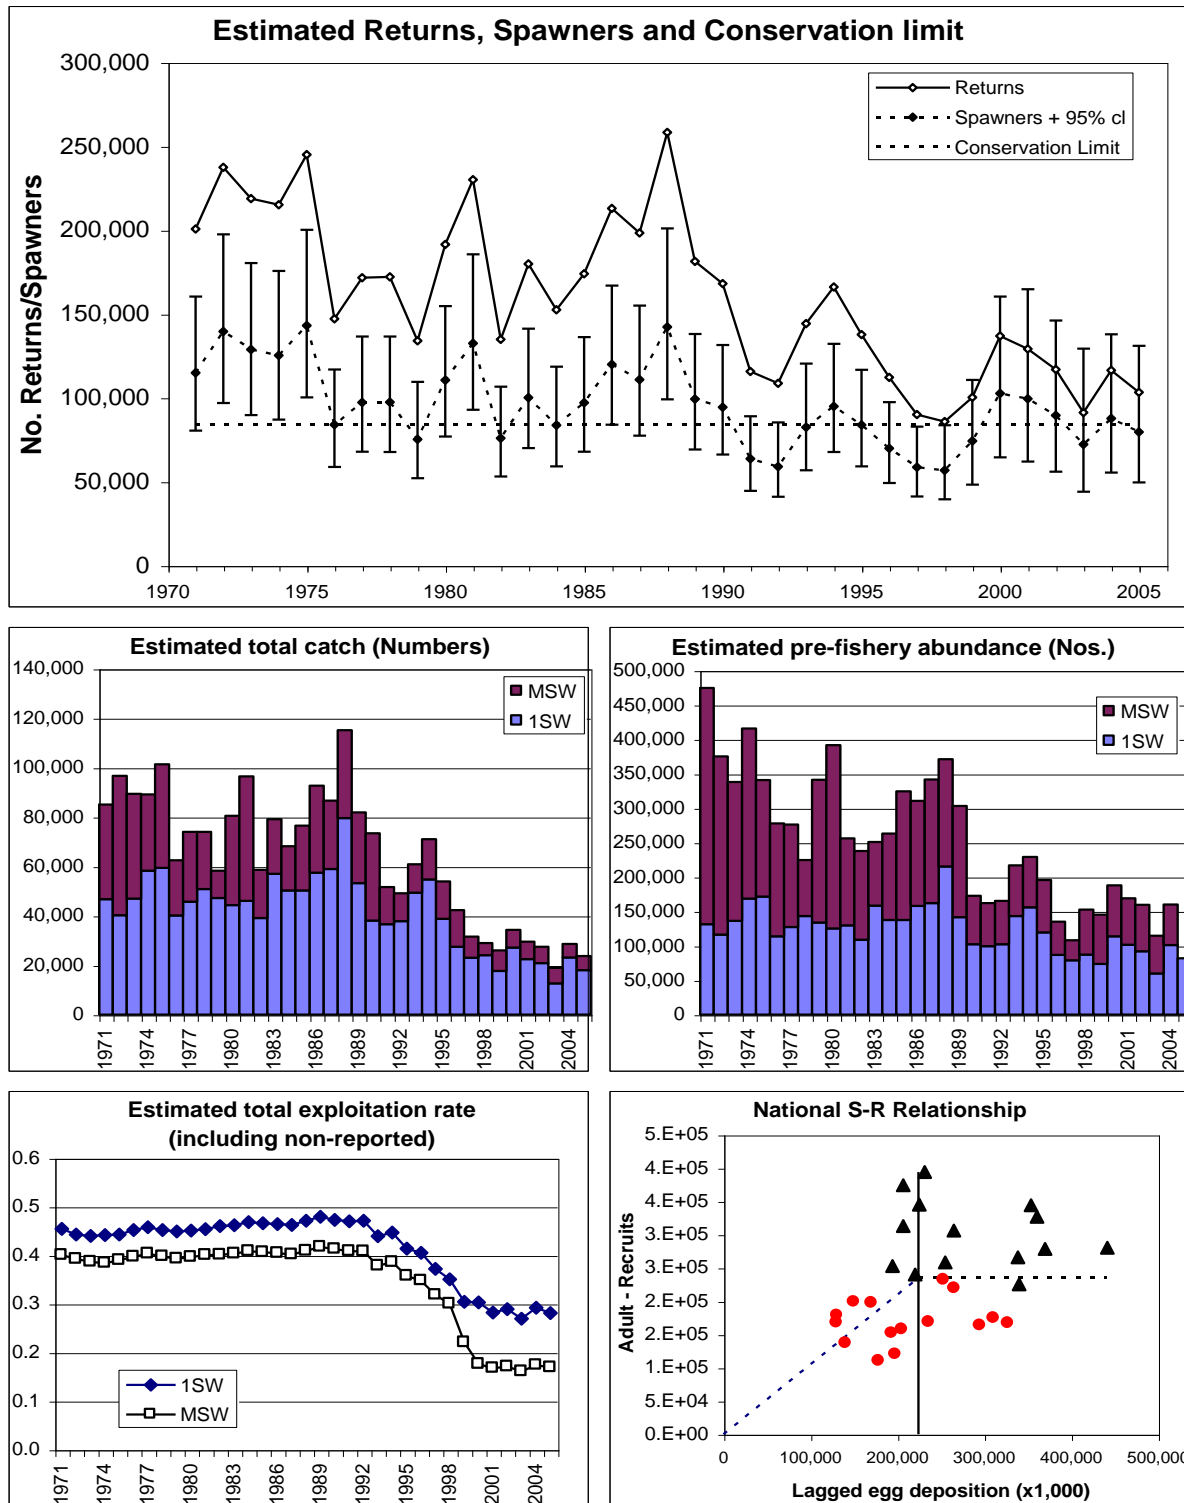 Estimated Returns, Spawners and Conservation limit
300,000
250,000
200,000
150,000
100,000
50,000
0
No. Returns/Spawners
Returns
Spawners + 95% cl
Conservation Limit
1970 1975 1980 1985 1990 1995 2000 2005
Estimated total catch (Numbers)
140,000
120,000
100,000
80,000
60,000
40,000
20,000
0
MSW
1SW
1971 1974 1977 1980 1983 1986 1989 1992 1995 1998 2001 2004
Estimated pre-fishery abundance (Nos.)
500,000
450,000
400,000
350,000
300,000
250,000
200,000
150,000
100,000
50,000
0
MSW
1SW
1971 1974 1977 1980 1983 1986 1989 1992 1995 1998 2001 2004
Estimated total exploitation rate
(including non-reported)
0.6
0.5
0.4
0.3
0.2
0.1
0.0
1SW
MSW
1971 1974 1977 1980 1983 1986 1989 1992 1995 1998 2001 2004
National S-R Relationship
5.E+05
4.E+05
4.E+05
3.E+05
3.E+05
2.E+05
2.E+05
1.E+05
5.E+04
0.E+00
Adult - Recruits
0 100,000 200,000 300,000 400,000 500,000
Lagged egg deposition (x1,000)